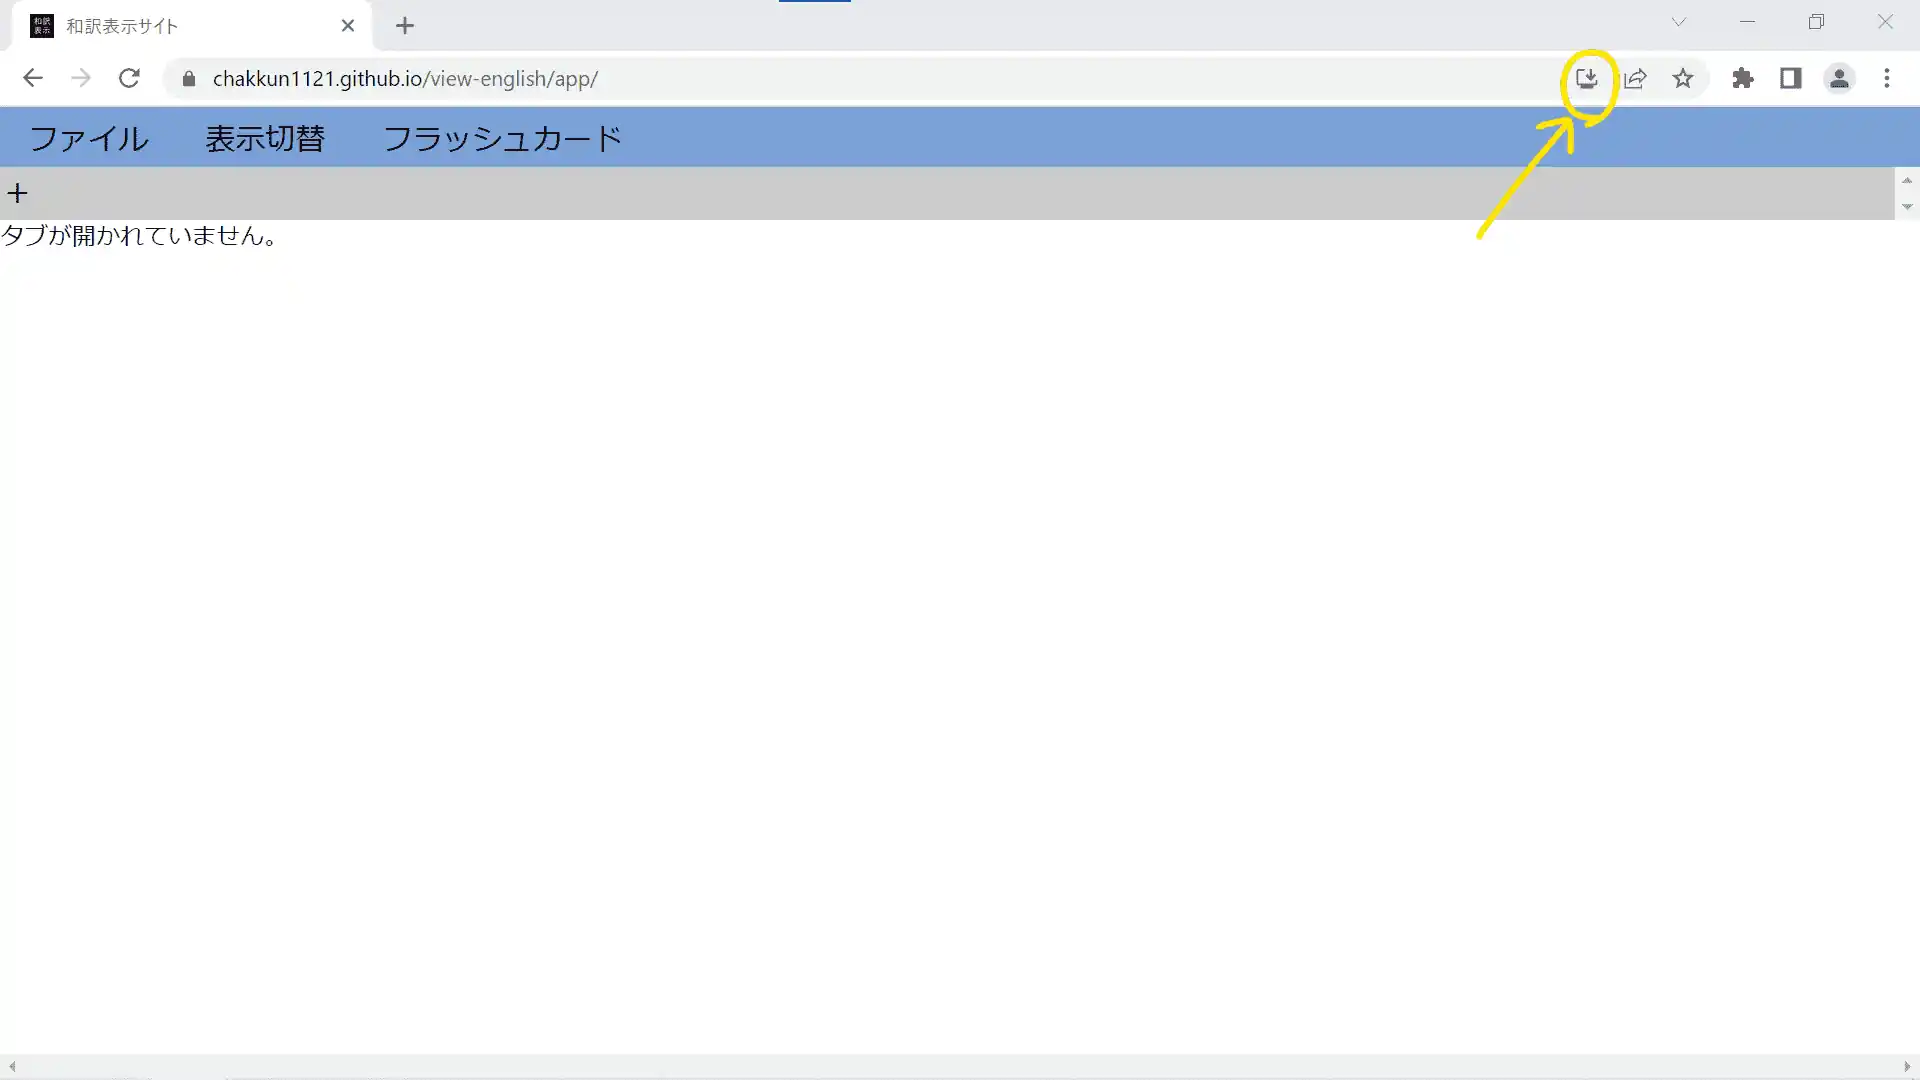 和訳表示サイト
chakkun1121.github.io/view-english/app/
ファイル 表示切替 フラッシュカード
+
タブが開かれていません。